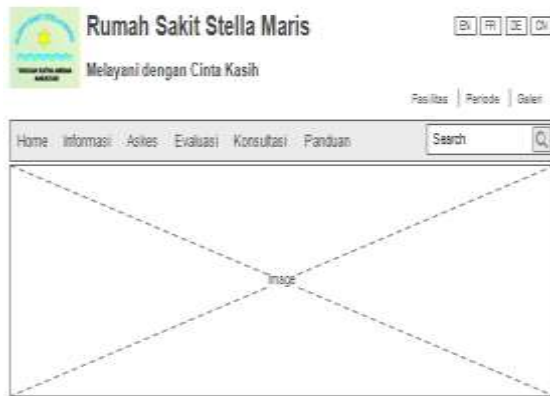 Rumah Sakit Stella Maris
EN FR DE CN
Melayani dengan Cinta Kasih
Fasilitas Periode Galeri
Home Informasi Askes Evaluasi Konsultasi Panduan Search
Image